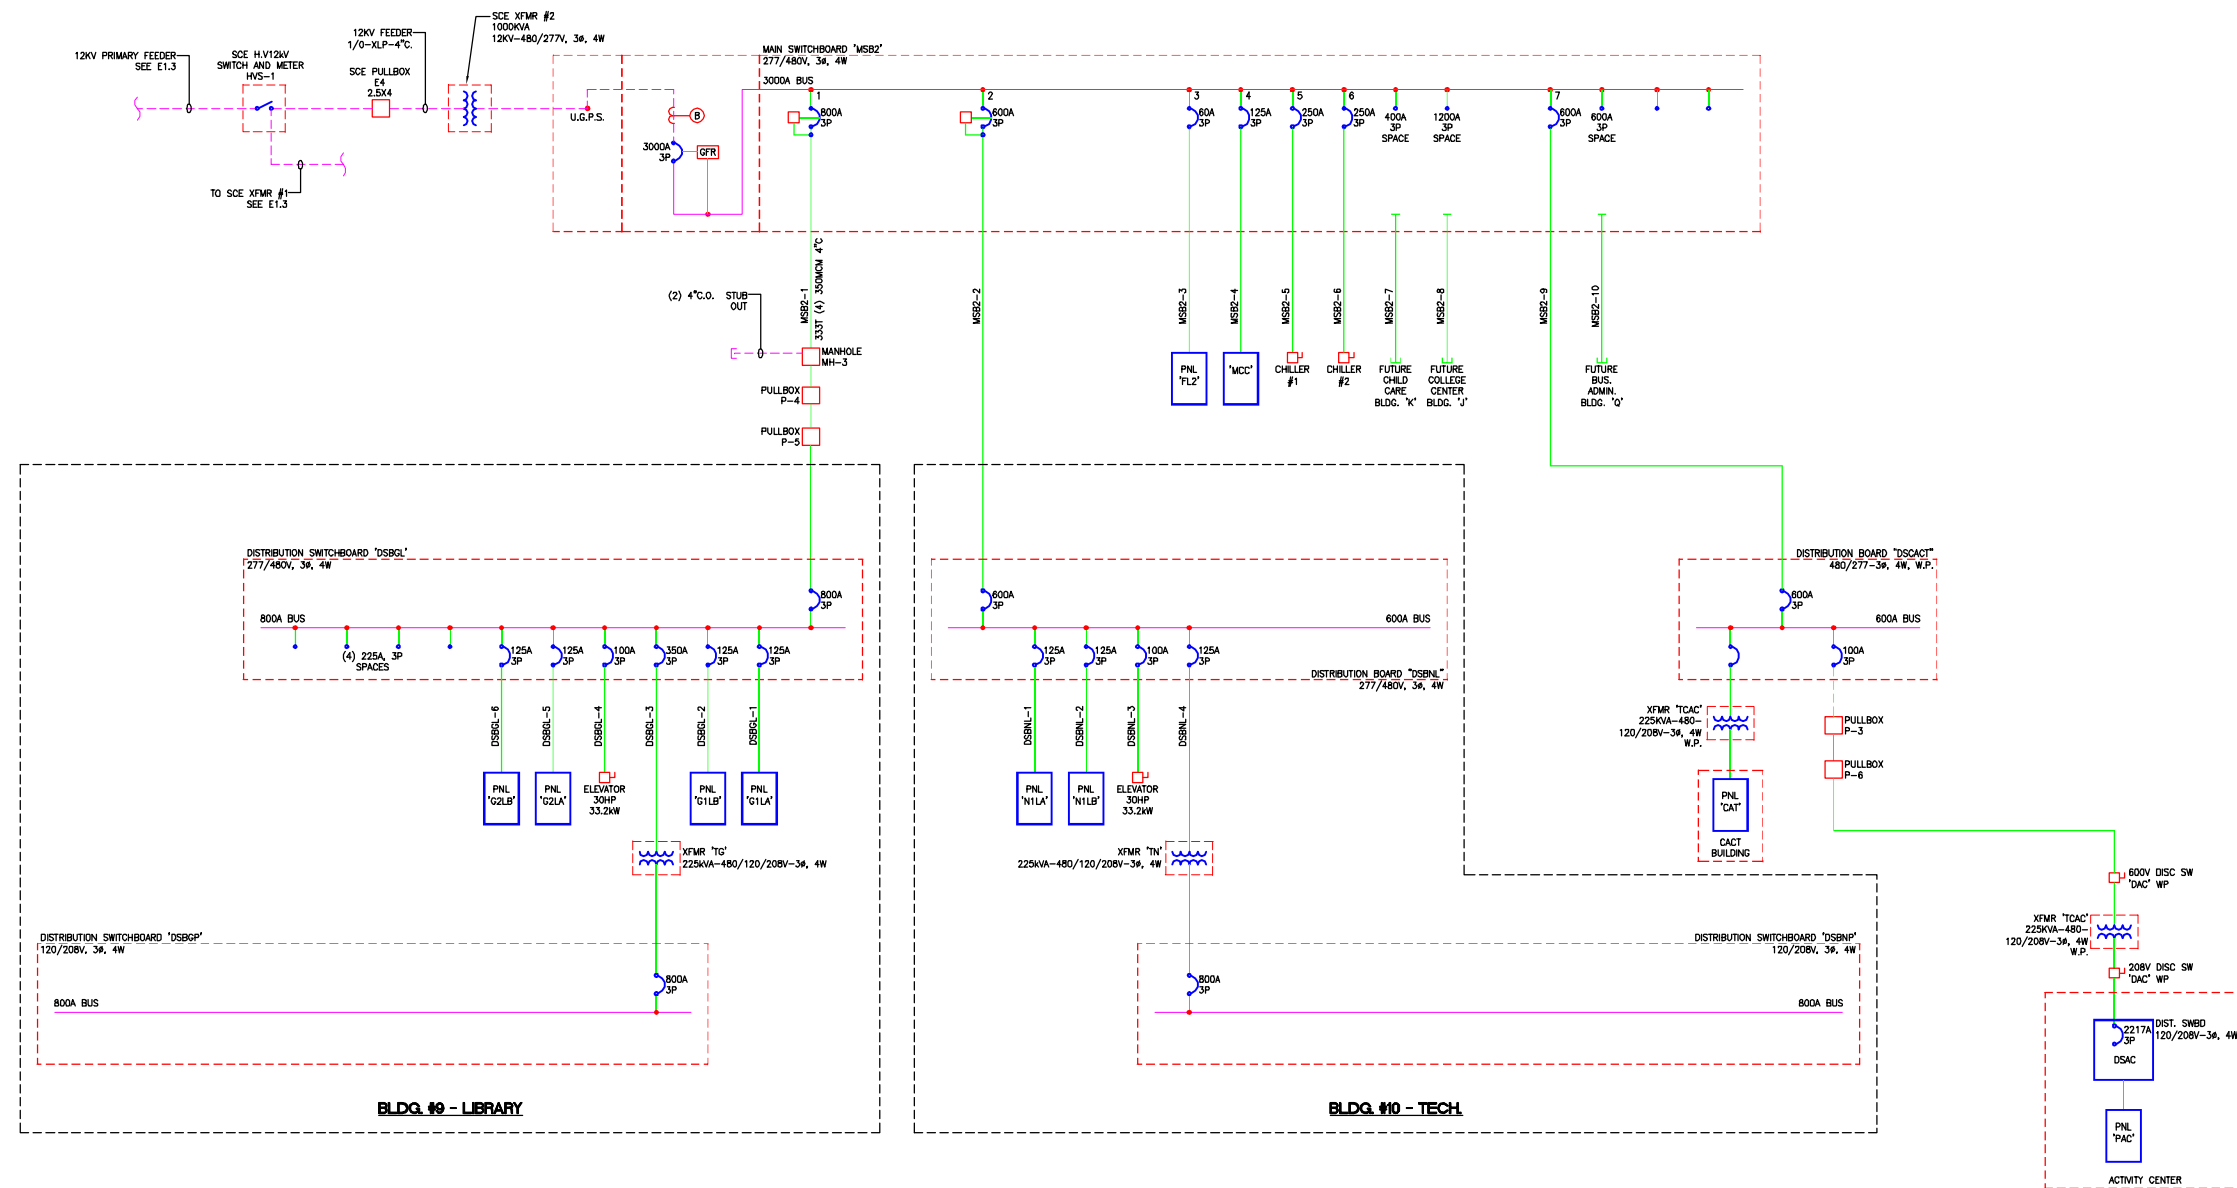 SCE XFMR #2
1000KVA
12KV-480/277V, 3ø, 4W
12KV FEEDER
1/0-XLP-4"C.
12KV PRIMARY FEEDER
SEE E1.3
SCE H.V12kV
SWITCH AND METER
HVS-1
SCE PULLBOX
E4
2.5X4
TO SCE XFMR #1
SEE E1.3
U.G.P.S.
MAIN SWITCHBOARD 'MSB2'
277/480V, 3ø, 4W
3000A BUS
B
3000A
3P
GFR
1
800A
3P
2
600A
3P
3
60A
3P
4
125A
3P
5
250A
3P
6
250A
3P
400A
3P
SPACE
1200A
3P
SPACE
7
600A
3P
600A
3P
SPACE
MSB2-1
333T (4) 350MCM 4"C
MSB2-2
MSB2-3
MSB2-4
MSB2-5
MSB2-6
MSB2-7
MSB2-8
MSB2-9
MSB2-10
(2) 4"C.O. STUB
OUT
MANHOLE
MH-3
PULLBOX
P-4
PULLBOX
P-5
PNL
'FL2'
'MCC'
CHILLER
#1
CHILLER
#2
FUTURE
CHILD
CARE
BLDG. 'K'
FUTURE
COLLEGE
CENTER
BLDG. 'J'
FUTURE
BUS.
ADMIN.
BLDG. 'Q'
DISTRIBUTION SWITCHBOARD 'DSBGL'
277/480V, 3ø, 4W
800A BUS
800A
3P
(4) 225A, 3P
SPACES
125A
3P
125A
3P
100A
3P
350A
3P
125A
3P
125A
3P
DSBGL-6
DSBGL-5
DSBGL-4
DSBGL-3
DSBGL-2
DSBGL-1
PNL
'G2LB'
PNL
'G2LA'
ELEVATOR
30HP
33.2kW
PNL
'G1LB'
PNL
'G1LA'
XFMR 'TG'
225kVA-480/120/208V-3ø, 4W
DISTRIBUTION SWITCHBOARD 'DSBGP'
120/208V, 3ø, 4W
800A
3P
800A BUS
BLDG. #9 - LIBRARY
600A
3P
600A BUS
125A
3P
125A
3P
100A
3P
125A
3P
DISTRIBUTION BOARD "DSBNL"
277/480V, 3ø, 4W
DSBNL-1
DSBNL-2
DSBNL-3
DSBNL-4
PNL
'N1LA'
PNL
'N1LB'
ELEVATOR
30HP
33.2kW
XFMR 'TN'
225kVA-480/120/208V-3ø, 4W
DISTRIBUTION SWITCHBOARD 'DSBNP'
120/208V, 3ø, 4W
800A
3P
800A BUS
BLDG. #10 - TECH.
DISTRIBUTION BOARD "DSCACT"
480/277-3ø, 4W, W.P.
600A
3P
600A BUS
100A
3P
XFMR 'TCAC'
225KVA-480-
120/208V-3ø, 4W
W.P.
PULLBOX
P-3
PULLBOX
P-6
PNL
'CAT'
CACT
BUILDING
600V DISC SW
'DAC' WP
XFMR 'TCAC'
225KVA-480-
120/208V-3ø, 4W
W.P.
208V DISC SW
'DAC' WP
2217A
3P
DSAC
DIST. SWBD
120/208V-3ø, 4W
PNL
'PAC'
ACTIVITY CENTER